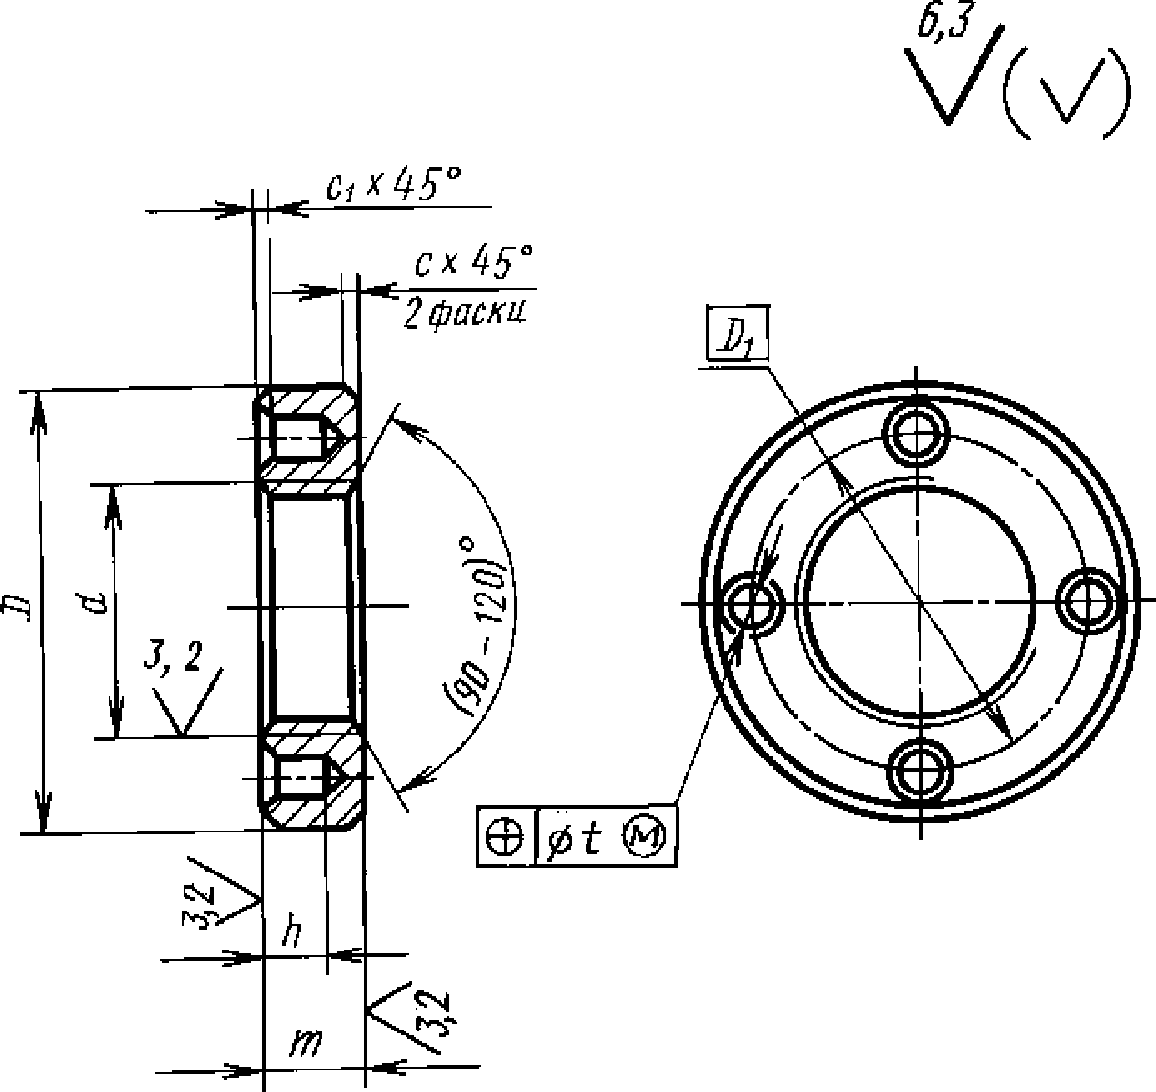 6,3
(√)
c₁ × 45°
c × 45°
2 фаски
D₁
D
d
3,2
(90 – 120)°
⌖ ⌀ t Ⓜ
3,2
h
3,2
m